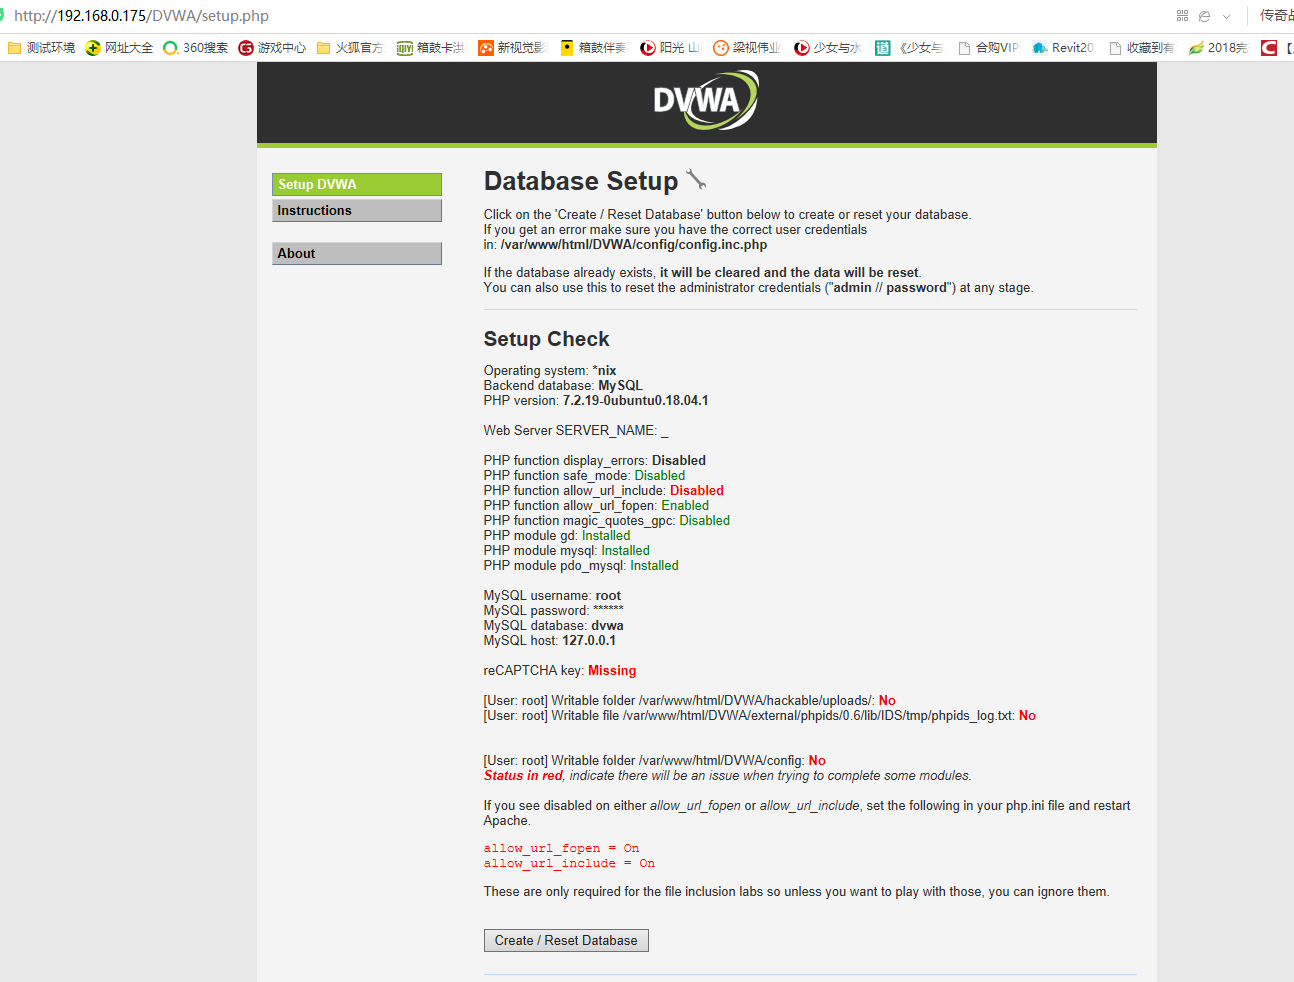 http://192.168.0.175/DVWA/setup.php
传奇战
测试环境 网址大全 360搜索 游戏中心 火狐官方 箱鼓卡洪 新视觉影 箱鼓伴奏 阳光 山 梁视伟业 少女与水 《少女与 合购VIP Revit20 收藏到有 2018完
DVWA
Setup DVWA
Instructions
About
Database Setup
Click on the 'Create / Reset Database' button below to create or reset your database.
If you get an error make sure you have the correct user credentials
in: /var/www/html/DVWA/config/config.inc.php
If the database already exists, it will be cleared and the data will be reset.
You can also use this to reset the administrator credentials ("admin // password") at any stage.
Setup Check
Operating system: *nix
Backend database: MySQL
PHP version: 7.2.19-0ubuntu0.18.04.1
Web Server SERVER_NAME: _
PHP function display_errors: Disabled
PHP function safe_mode: Disabled
PHP function allow_url_include: Disabled
PHP function allow_url_fopen: Enabled
PHP function magic_quotes_gpc: Disabled
PHP module gd: Installed
PHP module mysql: Installed
PHP module pdo_mysql: Installed
MySQL username: root
MySQL password: ******
MySQL database: dvwa
MySQL host: 127.0.0.1
reCAPTCHA key: Missing
[User: root] Writable folder /var/www/html/DVWA/hackable/uploads/: No
[User: root] Writable file /var/www/html/DVWA/external/phpids/0.6/lib/IDS/tmp/phpids_log.txt: No
[User: root] Writable folder /var/www/html/DVWA/config: No
Status in red, indicate there will be an issue when trying to complete some modules.
If you see disabled on either allow_url_fopen or allow_url_include, set the following in your php.ini file and restart
Apache.
allow_url_fopen = On
allow_url_include = On
These are only required for the file inclusion labs so unless you want to play with those, you can ignore them.
Create / Reset Database